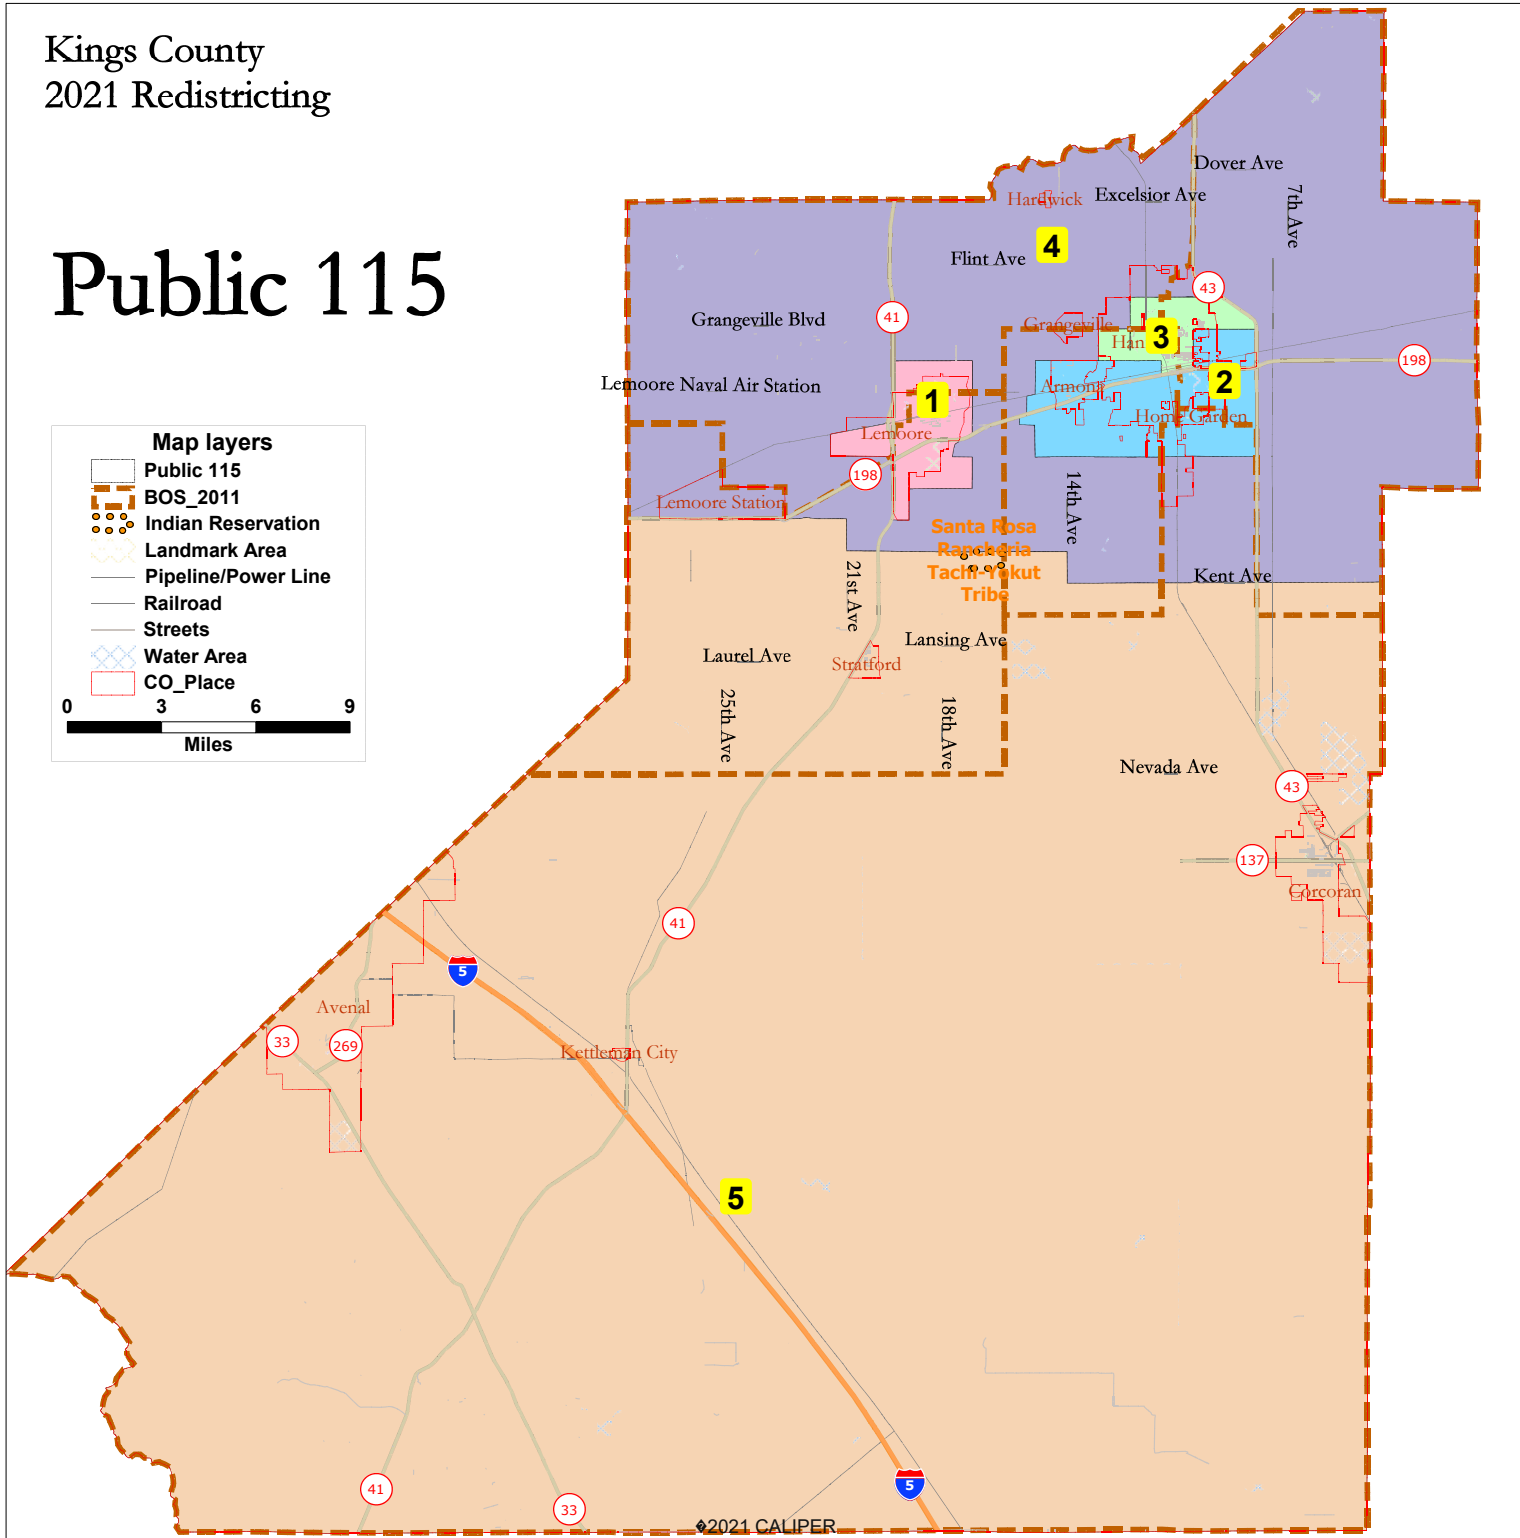 Kings County
2021 Redistricting
Public 115
Dover Ave
Excelsior Ave
Hardwick
7th Ave
4
Flint Ave
43
41
Grangeville Blvd
Grangeville
3
Han
198
Lemoore Naval Air Station
Armona
2
1
Home Garden
Lemoore
198
Lemoore Station
14th Ave
Santa Rosa
Rancheria
Tachi-Yokut
Tribe
Kent Ave
21st Ave
Lansing Ave
Laurel Ave
Stratford
25th Ave
18th Ave
Nevada Ave
43
137
Corcoran
41
5
Avenal
33
269
Kettleman City
5
41
33
5
�2021 CALIPER
Map layers
Public 115
BOS_2011
Indian Reservation
Landmark Area
Pipeline/Power Line
Railroad
Streets
Water Area
CO_Place
0 3 6 9
Miles